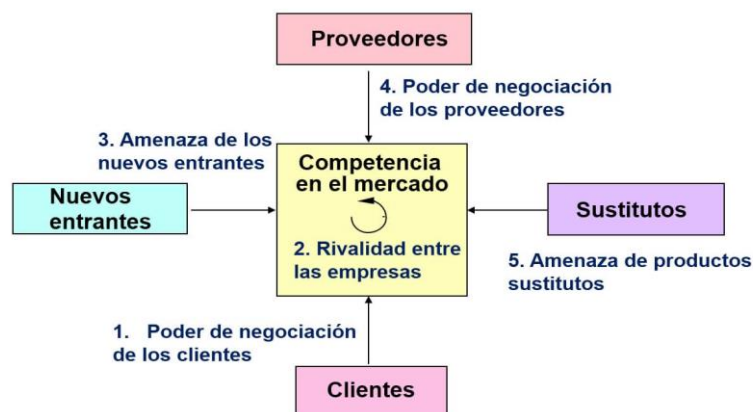 Proveedores
4. Poder de negociación
de los proveedores
3. Amenaza de los
nuevos entrantes
Competencia
en el mercado
Nuevos
entrantes
2. Rivalidad entre
las empresas
Sustitutos
5. Amenaza de productos
sustitutos
1. Poder de negociación
de los clientes
Clientes